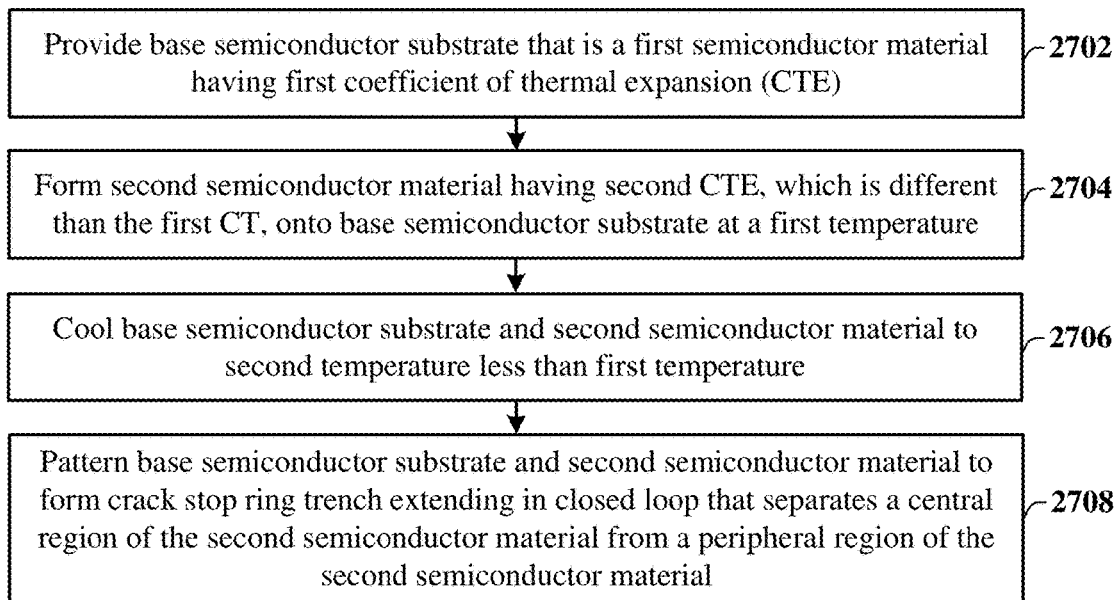 Provide base semiconductor substrate that is a first semiconductor material
having first coefficient of thermal expansion (CTE)
2702
Form second semiconductor material having second CTE, which is different
than the first CT, onto base semiconductor substrate at a first temperature
2704
Cool base semiconductor substrate and second semiconductor material to
second temperature less than first temperature
2706
Pattern base semiconductor substrate and second semiconductor material to
form crack stop ring trench extending in closed loop that separates a central
region of the second semiconductor material from a peripheral region of the
second semiconductor material
2708